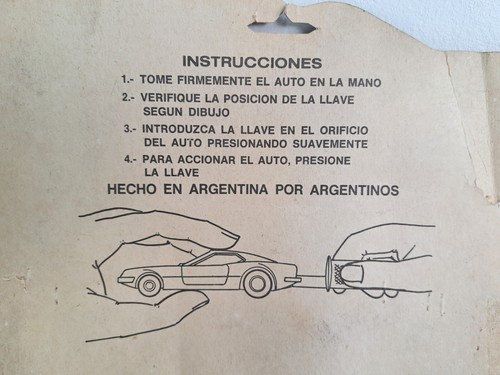 INSTRUCCIONES
1.- TOME FIRMEMENTE EL AUTO EN LA MANO
2.- VERIFIQUE LA POSICION DE LA LLAVE
SEGUN DIBUJO
3.- INTRODUZCA LA LLAVE EN EL ORIFICIO
DEL AUTO PRESIONANDO SUAVEMENTE
4.- PARA ACCIONAR EL AUTO, PRESIONE
LA LLAVE
HECHO EN ARGENTINA POR ARGENTINOS